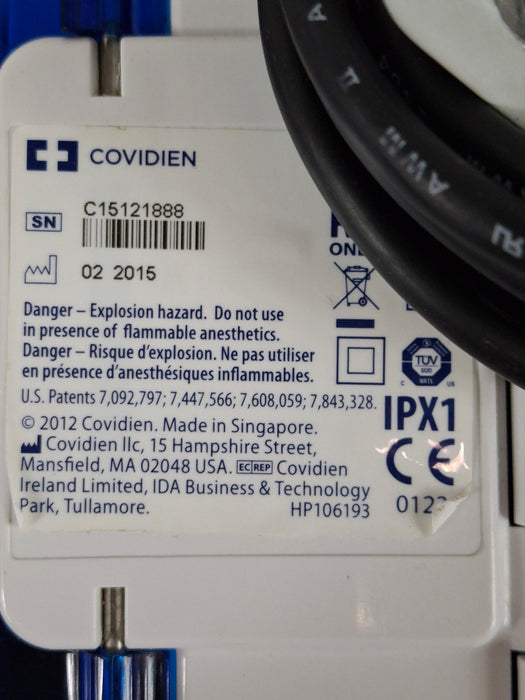 COVIDIEN
SN
C15121888
02 2015
Danger – Explosion hazard. Do not use
in presence of flammable anesthetics.
Danger – Risque d'explosion. Ne pas utiliser
en présence d'anesthésiques inflammables.
U.S. Patents 7,092,797; 7,447,566; 7,608,059; 7,843,328.
© 2012 Covidien. Made in Singapore.
Covidien llc, 15 Hampshire Street,
Mansfield, MA 02048 USA. EC REP Covidien
Ireland Limited, IDA Business & Technology
Park, Tullamore.
HP106193
TÜV
C US
IPX1
CE
AWM